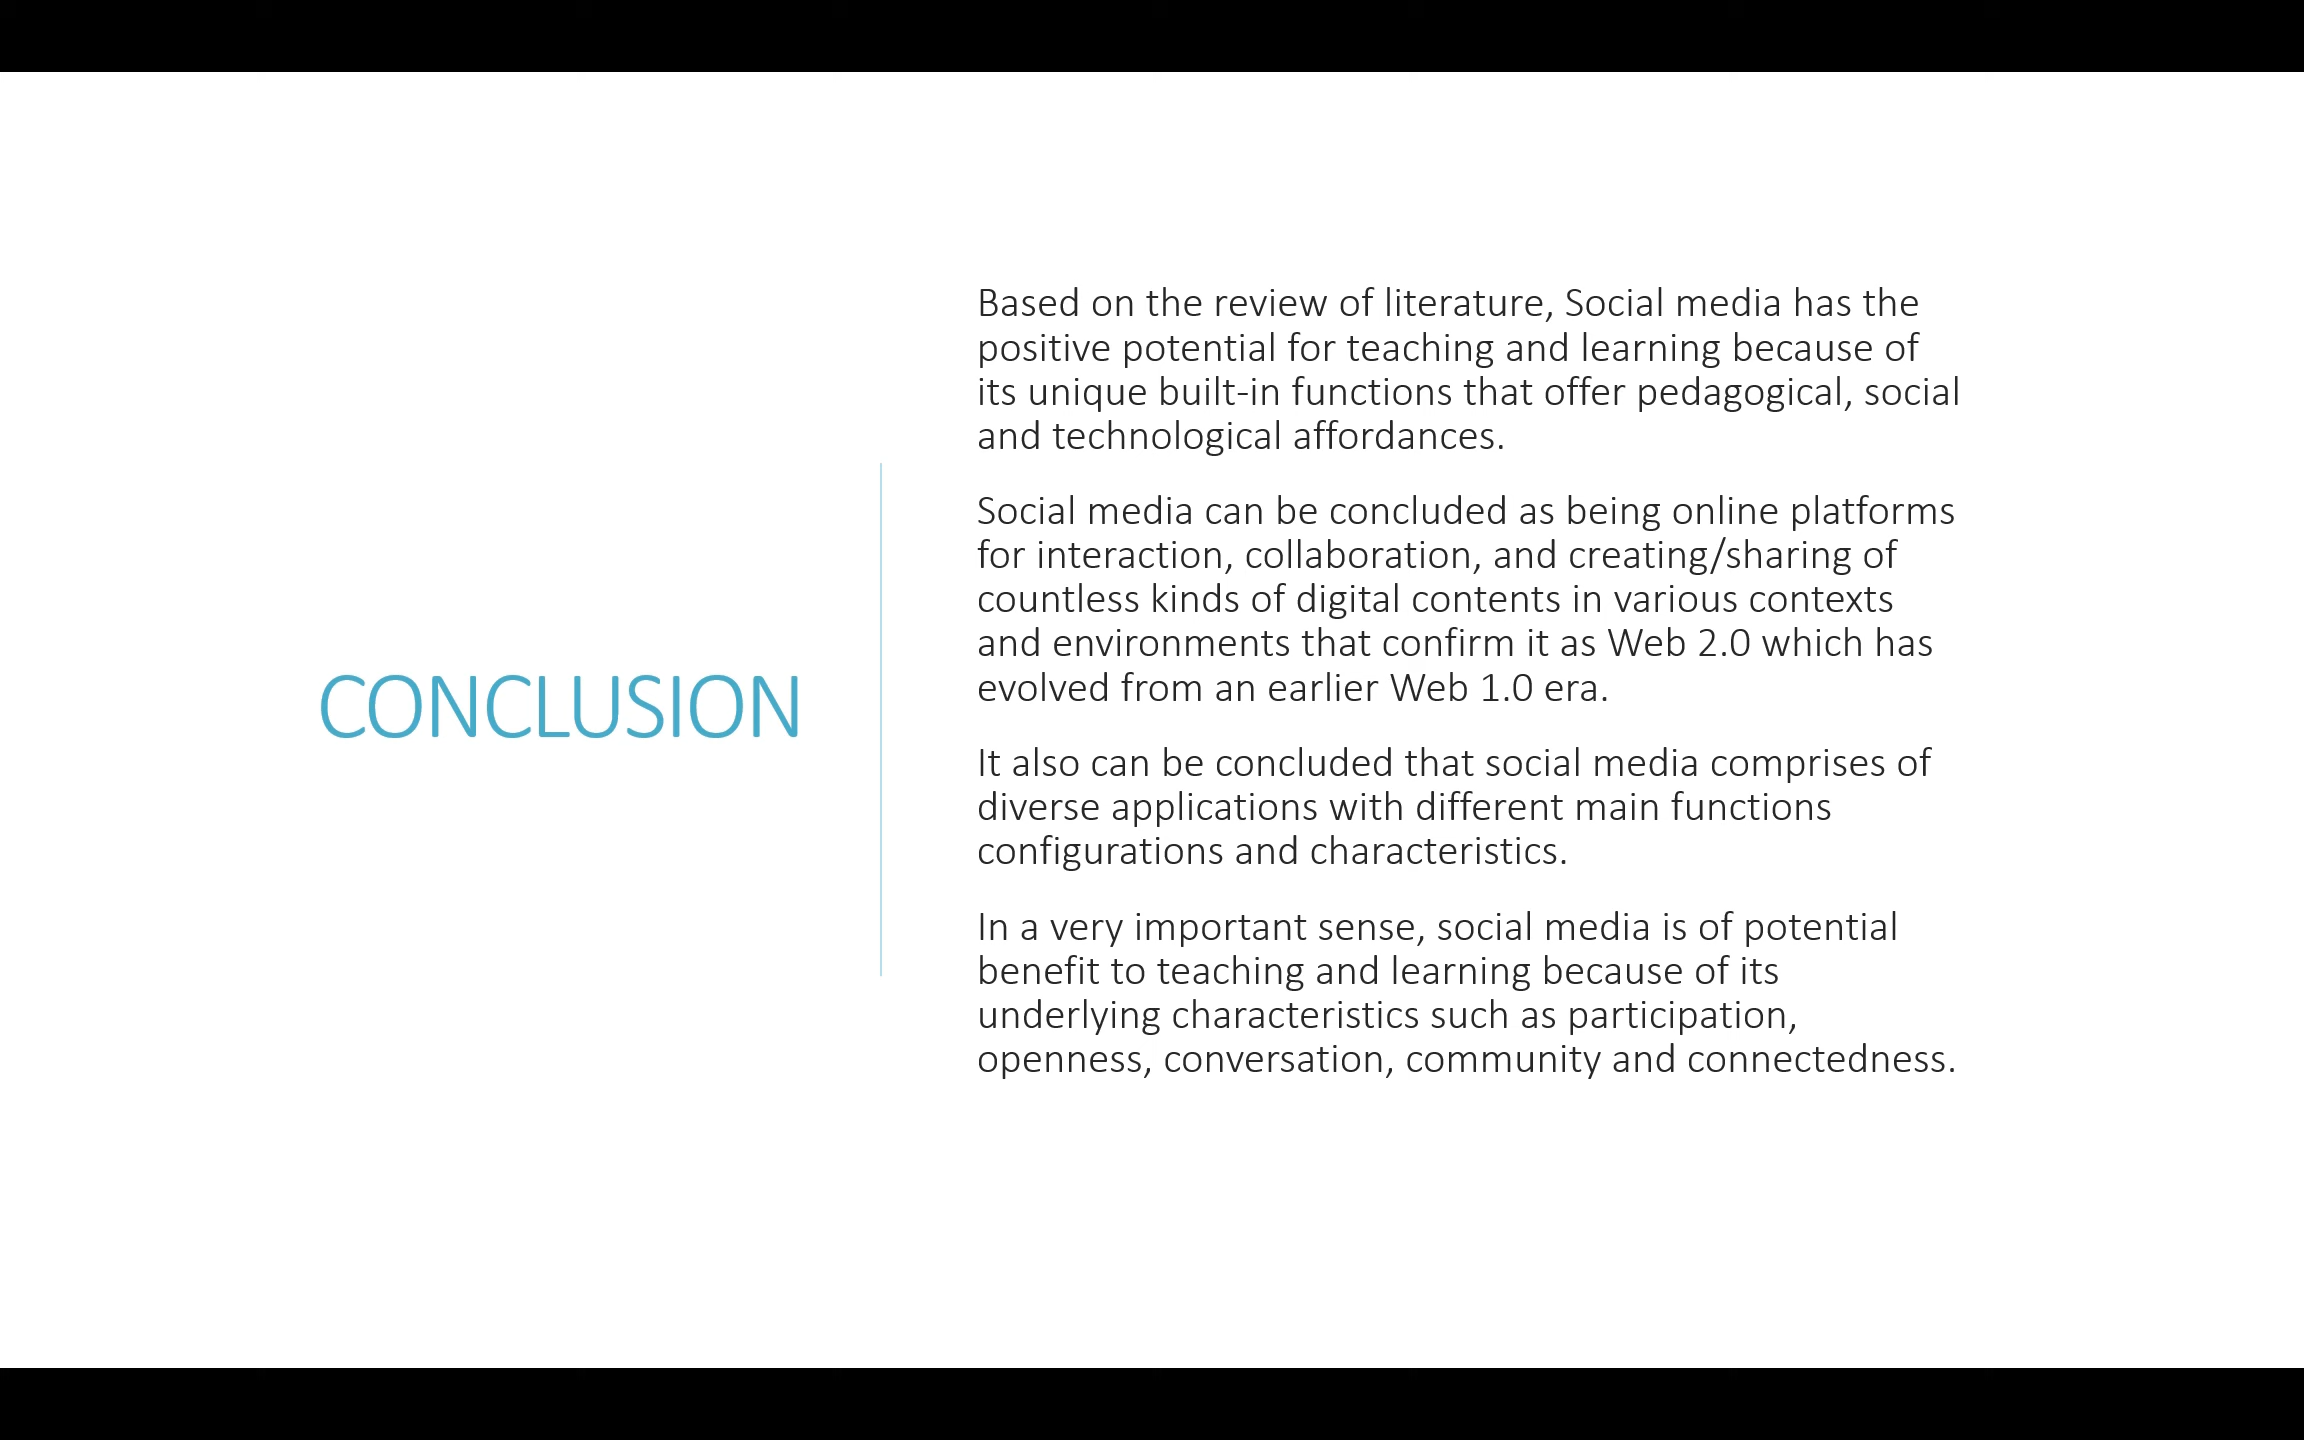 CONCLUSION
Based on the review of literature, Social media has the
positive potential for teaching and learning because of
its unique built-in functions that offer pedagogical, social
and technological affordances.
Social media can be concluded as being online platforms
for interaction, collaboration, and creating/sharing of
countless kinds of digital contents in various contexts
and environments that confirm it as Web 2.0 which has
evolved from an earlier Web 1.0 era.
It also can be concluded that social media comprises of
diverse applications with different main functions
configurations and characteristics.
In a very important sense, social media is of potential
benefit to teaching and learning because of its
underlying characteristics such as participation,
openness, conversation, community and connectedness.